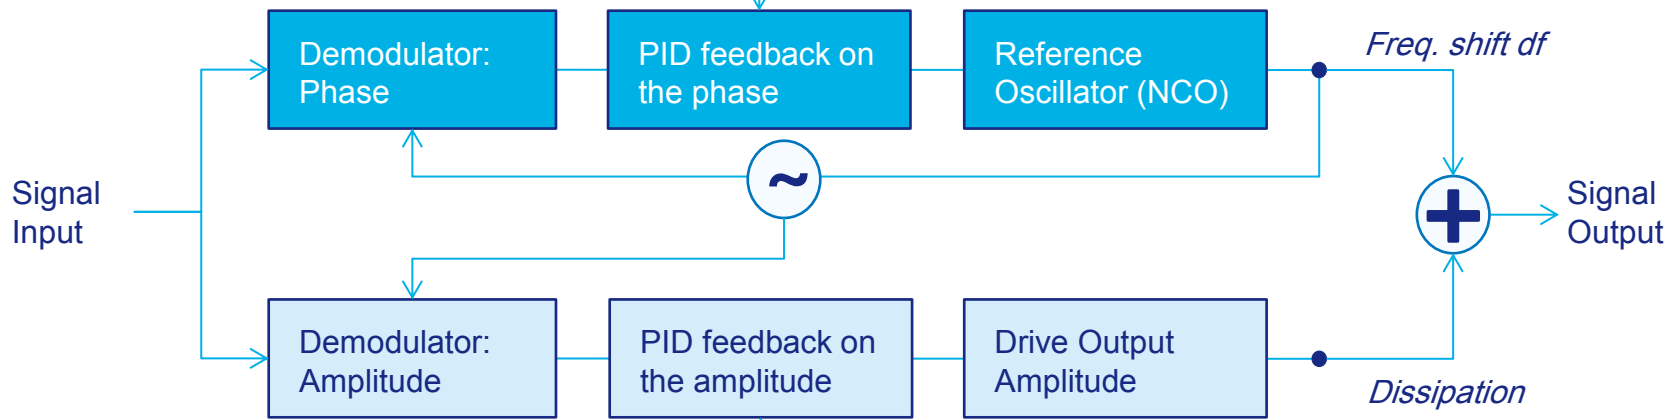 Demodulator:
Phase
PID feedback on
the phase
Reference
Oscillator (NCO)
Freq. shift df
~
Signal
Input
+
Signal
Output
Demodulator:
Amplitude
PID feedback on
the amplitude
Drive Output
Amplitude
Dissipation